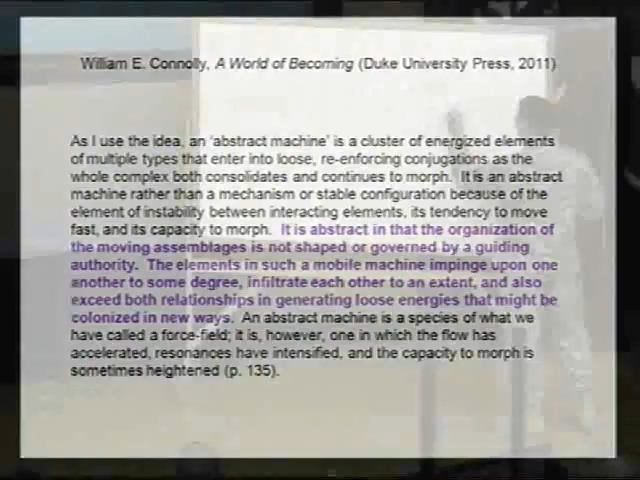 William E. Connolly, A World of Becoming (Duke University Press, 2011)
As I use the idea, an 'abstract machine' is a cluster of energized elements
of multiple types that enter into loose, re-enforcing conjugations as the
whole complex both consolidates and continues to morph. It is an abstract
machine rather than a mechanism or stable configuration because of the
element of instability between interacting elements, its tendency to move
fast, and its capacity to morph. It is abstract in that the organization of
the moving assemblages is not shaped or governed by a guiding
authority. The elements in such a mobile machine impinge upon one
another to some degree, infiltrate each other to an extent, and also
exceed both relationships in generating loose energies that might be
colonized in new ways. An abstract machine is a species of what we
have called a force-field; it is, however, one in which the flow has
accelerated, resonances have intensified, and the capacity to morph is
sometimes heightened (p. 135).